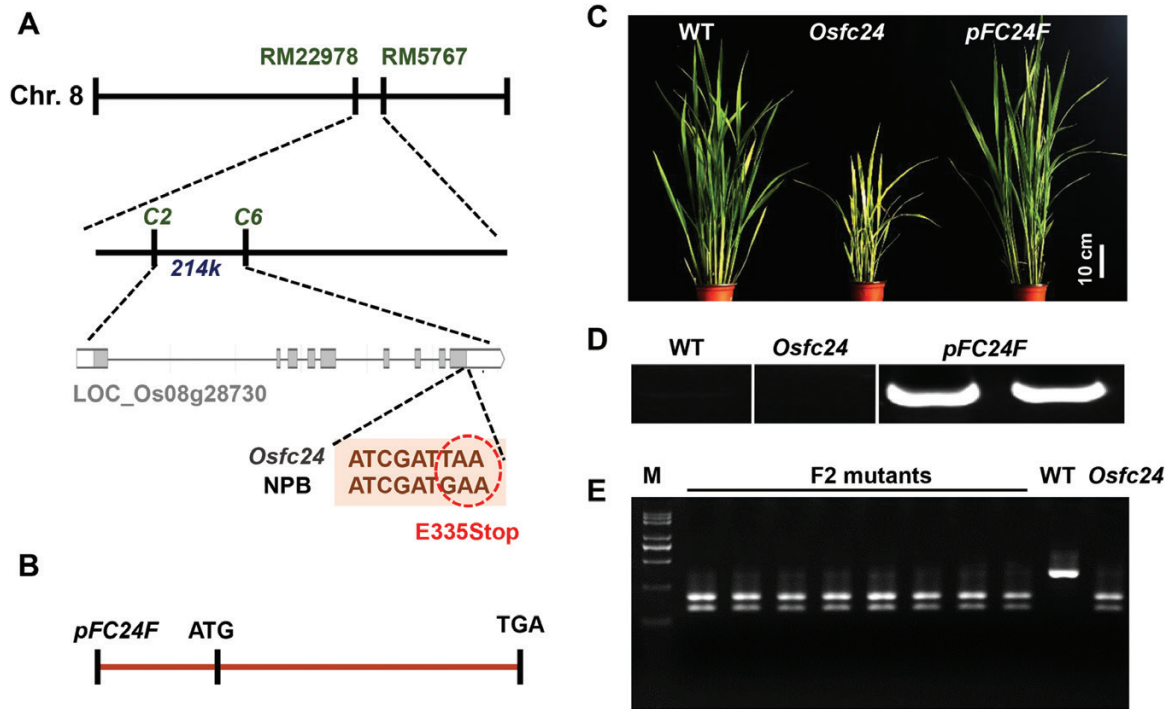 A
RM22978 RM5767
Chr. 8
C2 C6
214k
LOC_Os08g28730
Osfc24 ATCGATTAA
NPB ATCGATGAA
E335Stop
B
pFC24F ATG TGA
C
WT Osfc24 pFC24F
10 cm
D
WT Osfc24 pFC24F
E
M F2 mutants WT Osfc24